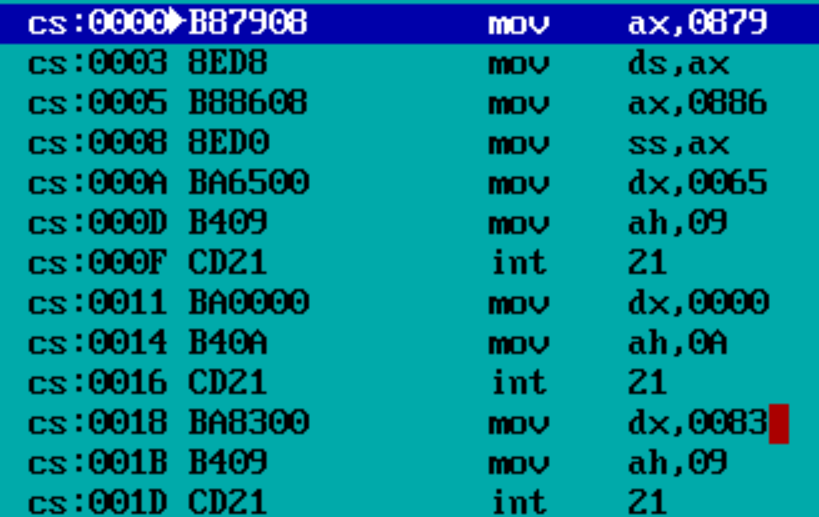 cs:0000►B87908 mov ax,0879
cs:0003 8ED8 mov ds,ax
cs:0005 B88608 mov ax,0886
cs:0008 8ED0 mov ss,ax
cs:000A BA6500 mov dx,0065
cs:000D B409 mov ah,09
cs:000F CD21 int 21
cs:0011 BA0000 mov dx,0000
cs:0014 B40A mov ah,0A
cs:0016 CD21 int 21
cs:0018 BA8300 mov dx,0083
cs:001B B409 mov ah,09
cs:001D CD21 int 21